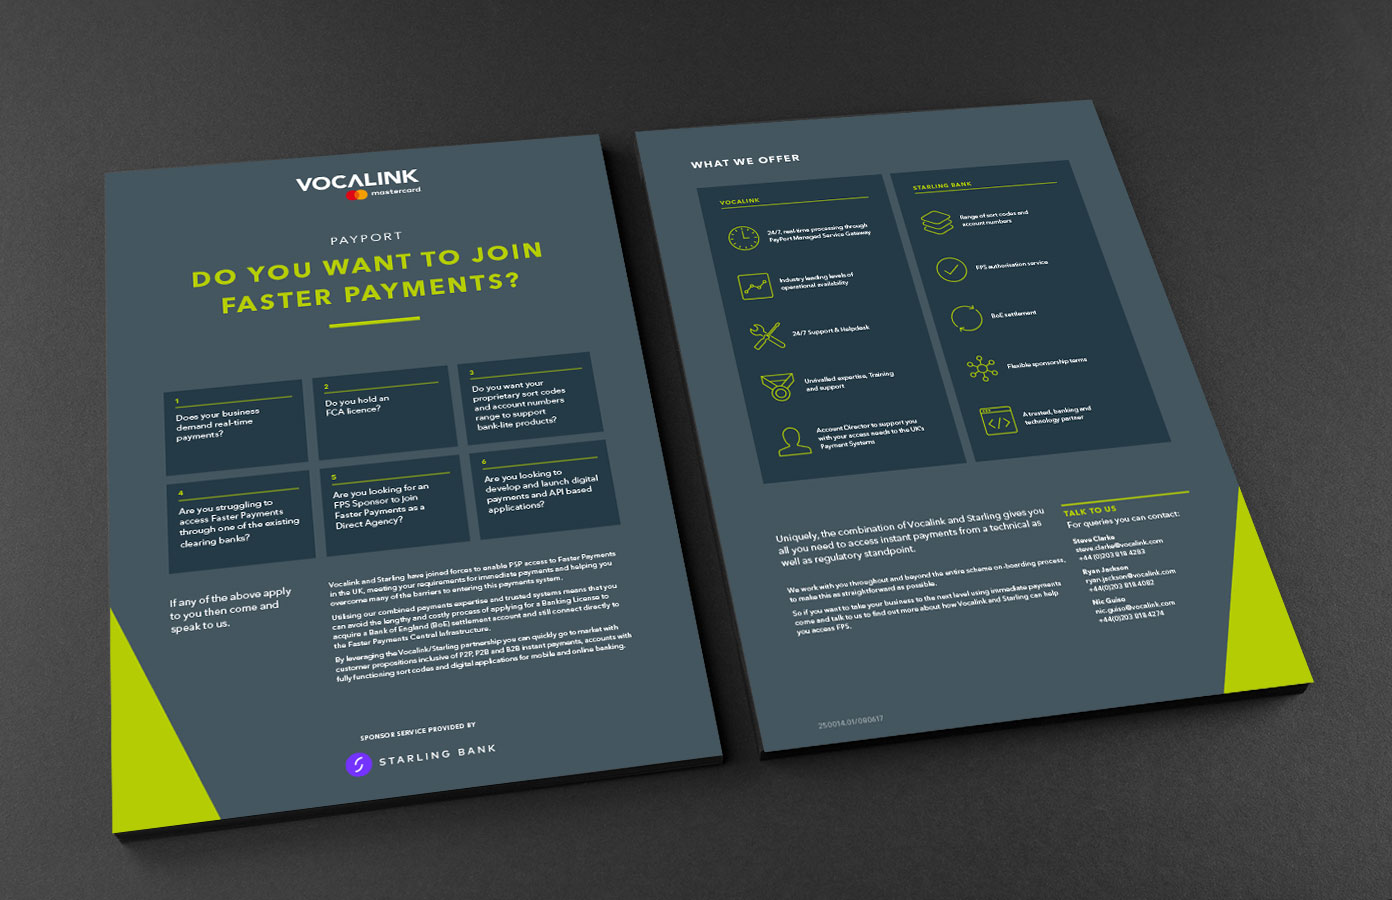 VOCALINK
mastercard
PAYPORT
DO YOU WANT TO JOIN
FASTER PAYMENTS?
1
Does your business
demand real-time
payments?
2
Do you hold an
FCA licence?
3
Do you want your
proprietary sort codes
and account numbers
range to support
bank-lite products?
4
Are you struggling to
access Faster Payments
through one of the existing
clearing banks?
5
Are you looking for an
FPS Sponsor to join
Faster Payments as a
Direct Agency?
6
Are you looking to
develop and launch digital
payments and API based
applications?
If any of the above apply
to you then come and
speak to us.
Vocalink and Starling have joined forces to enable PSP access to Faster Payments
in the UK, meeting your requirements for immediate payments and helping you
overcome many of the barriers to entering this payments system.
Utilising our combined payments expertise and trusted systems means that you
can avoid the lengthy and costly process of applying for a Banking License to
acquire a Bank of England (BoE) settlement account and still connect directly to
the Faster Payments Central Infrastructure.
By leveraging the Vocalink/Starling partnership you can quickly go to market with
customer propositions inclusive of P2P, P2B and B2B instant payments, accounts with
fully functioning sort codes and digital applications for mobile and online banking.
SPONSOR SERVICE PROVIDED BY
STARLING BANK
WHAT WE OFFER
VOCALINK
24/7, real-time processing through
PayPort Managed Service Gateway
Industry leading levels of
operational availability
24/7 Support & Helpdesk
Unrivalled expertise, Training
and support
Account Director to support you
with your access needs to the UK's
Payment Systems
STARLING BANK
Range of sort codes and
account numbers
FPS authorisation service
BoE settlement
Flexible sponsorship terms
A trusted, banking and
technology partner
Uniquely, the combination of Vocalink and Starling gives you
all you need to access instant payments from a technical as
well as regulatory standpoint.
We work with you throughout and beyond the entire scheme on-boarding process,
to make this as straightforward as possible.
So if you want to take your business to the next level using immediate payments
come and talk to us to find out more about how Vocalink and Starling can help
you access FPS.
TALK TO US
For queries you can contact:
Steve Clarke
steve.clarke@vocalink.com
+44 (0)203 818 4283
Ryan Jackson
ryan.jackson@vocalink.com
+44(0)203 818 4082
Nic Guiso
nic.guiso@vocalink.com
+44(0)203 818 4274
250014.01/080617